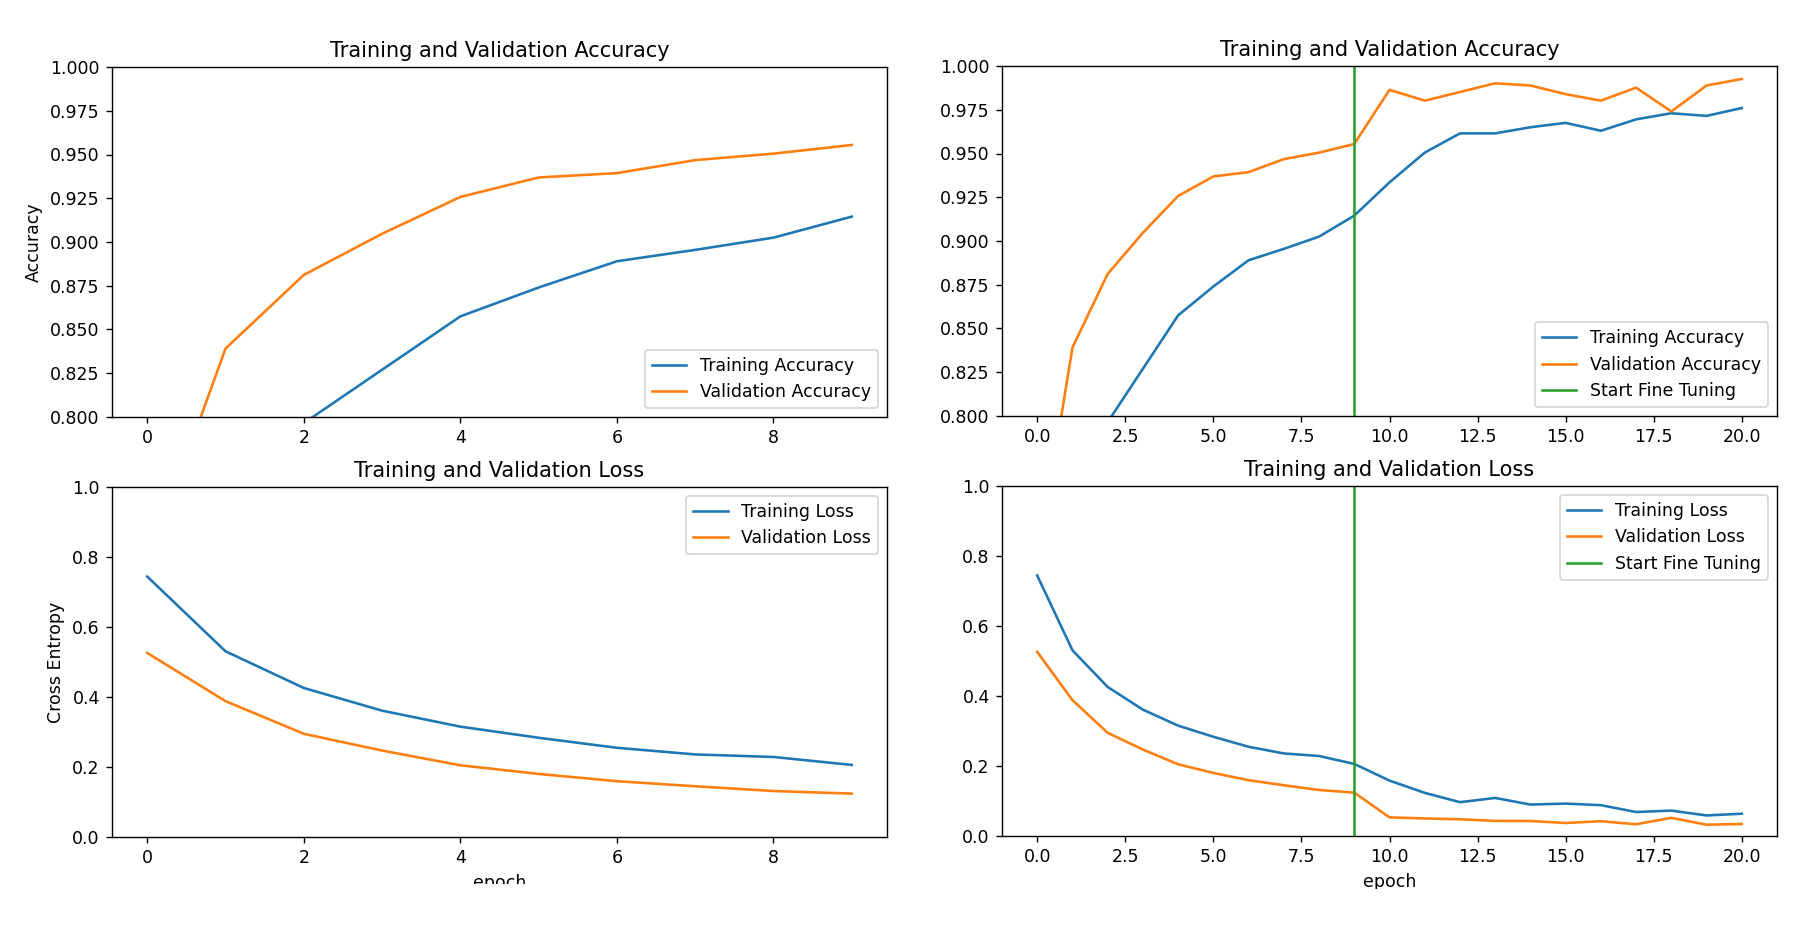 Training and Validation Accuracy
1.000
0.975
0.950
0.925
0.900
0.875
0.850
0.825
0.800
Accuracy
Training Accuracy
Validation Accuracy
0 2 4 6 8
Training and Validation Loss
1.0
0.8
0.6
0.4
0.2
0.0
Cross Entropy
Training Loss
Validation Loss
0 2 4 6 8
epoch
Training and Validation Accuracy
1.000
0.975
0.950
0.925
0.900
0.875
0.850
0.825
0.800
Training Accuracy
Validation Accuracy
Start Fine Tuning
0.0 2.5 5.0 7.5 10.0 12.5 15.0 17.5 20.0
Training and Validation Loss
1.0
0.8
0.6
0.4
0.2
0.0
Training Loss
Validation Loss
Start Fine Tuning
0.0 2.5 5.0 7.5 10.0 12.5 15.0 17.5 20.0
epoch